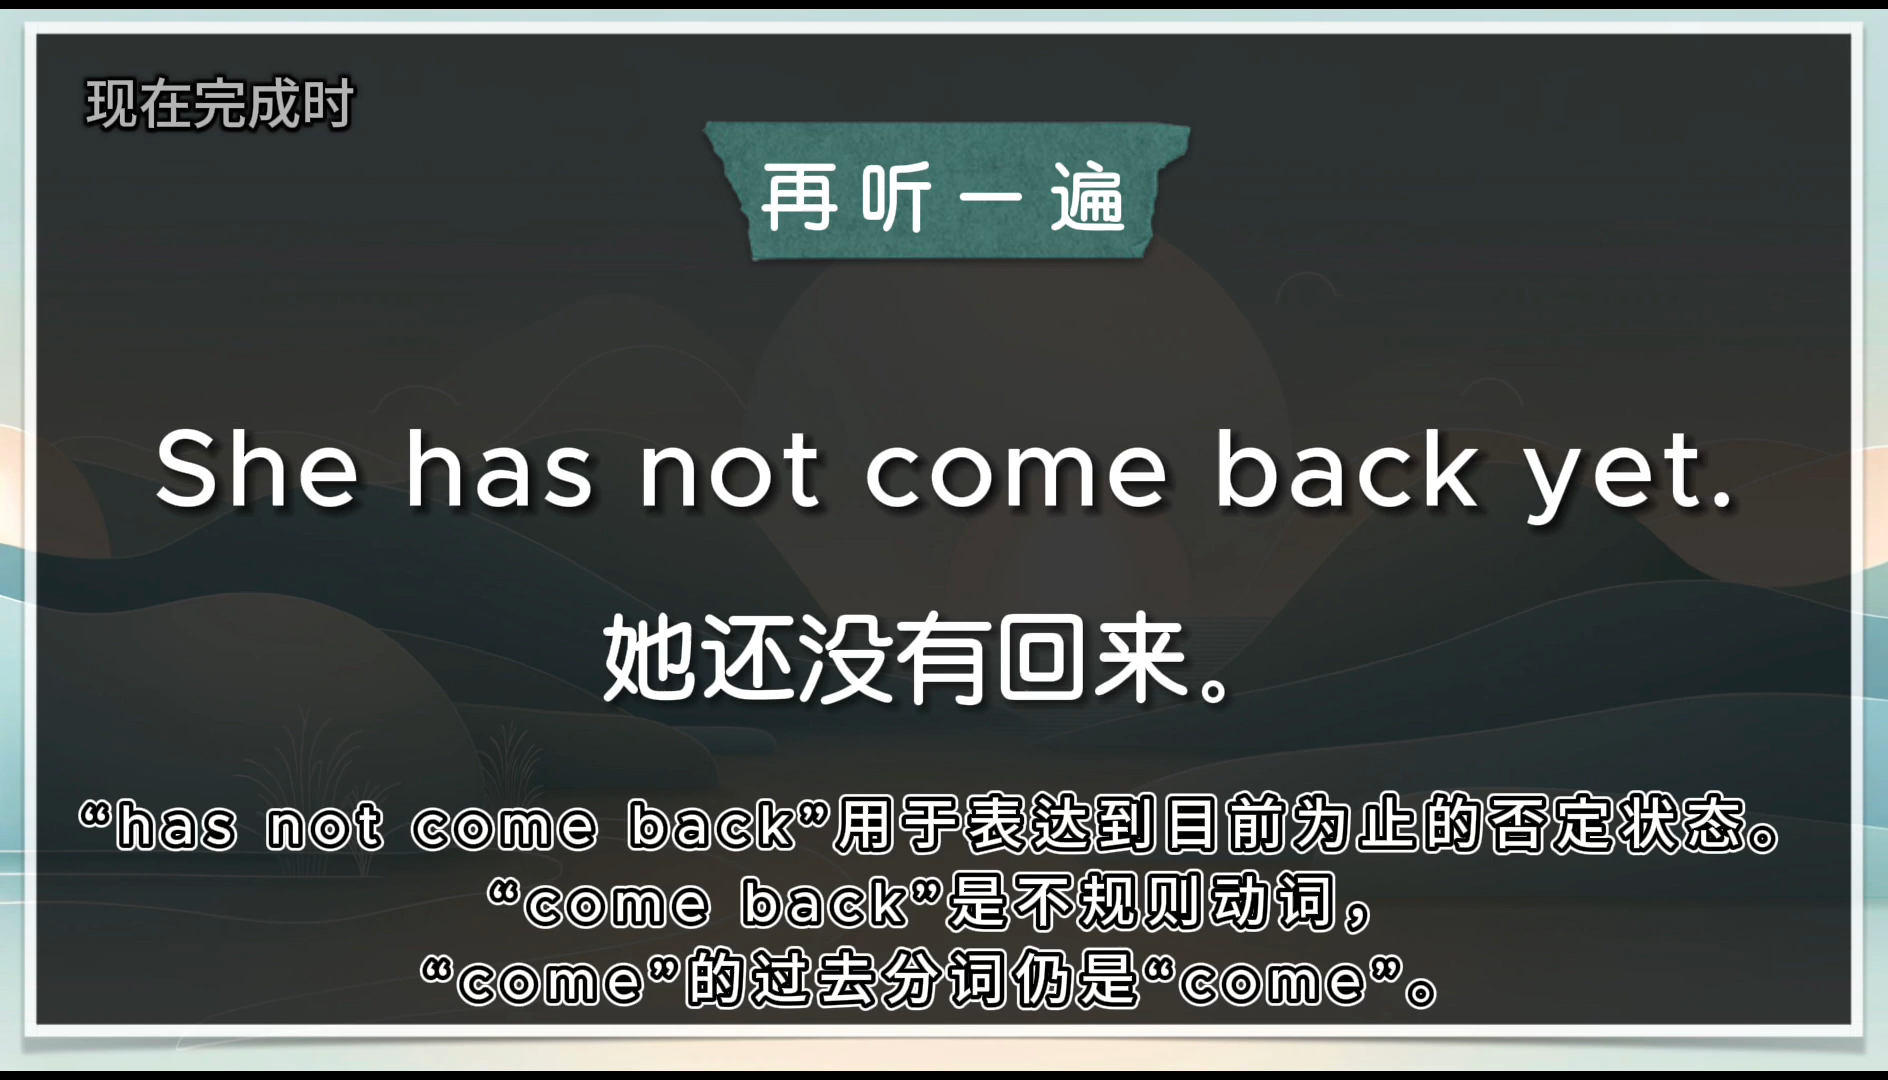 现在完成时
再听一遍
She has not come back yet.
她还没有回来。
“has not come back”用于表达到目前为止的否定状态。
“come back”是不规则动词，
“come”的过去分词仍是“come”。